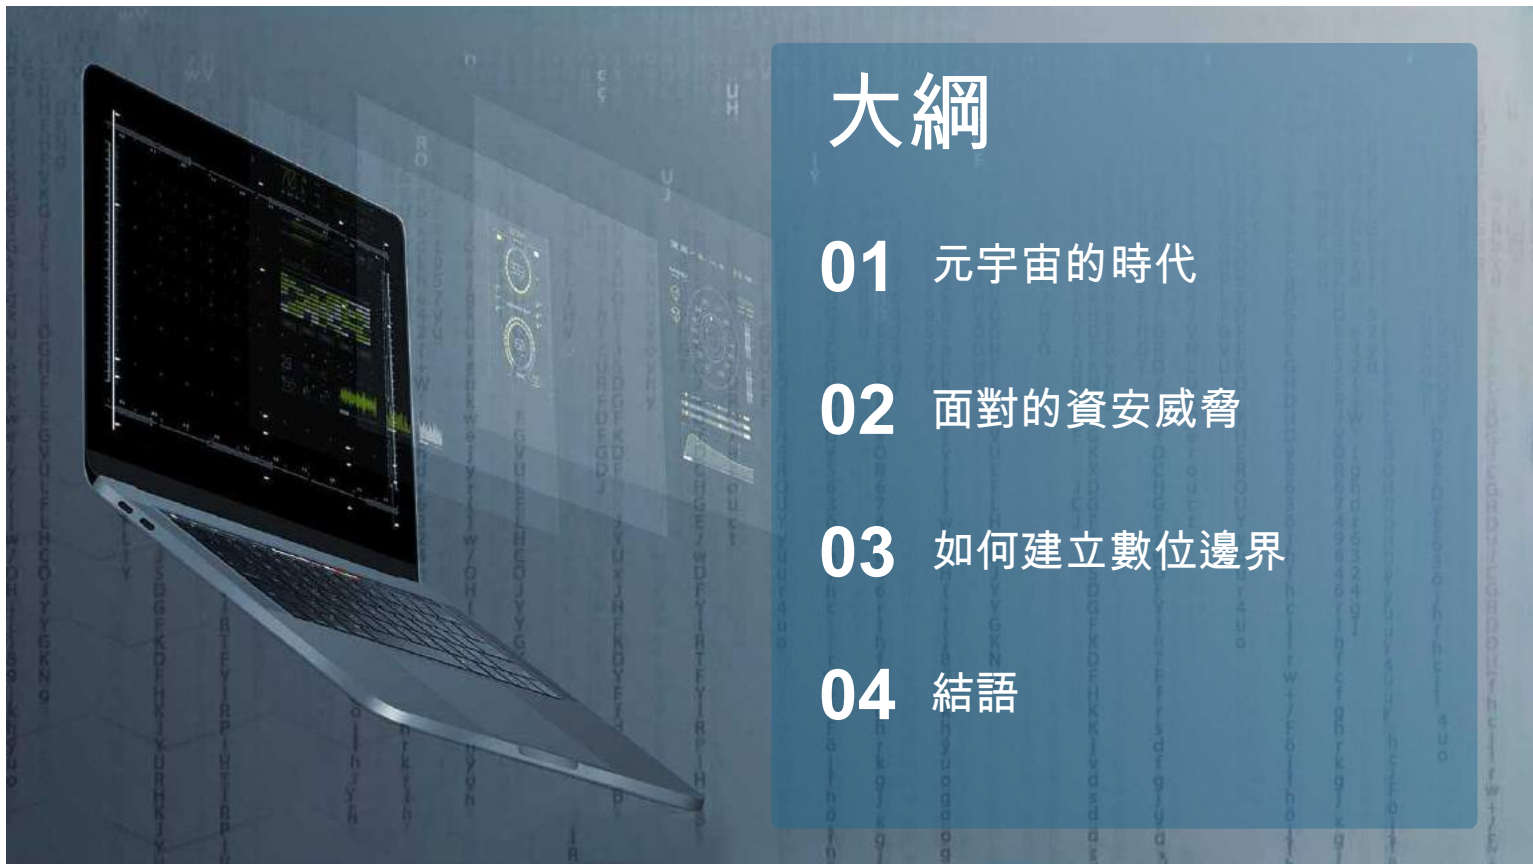 大綱
01 元宇宙的時代
02 面對的資安威脅
03 如何建立數位邊界
04 結語